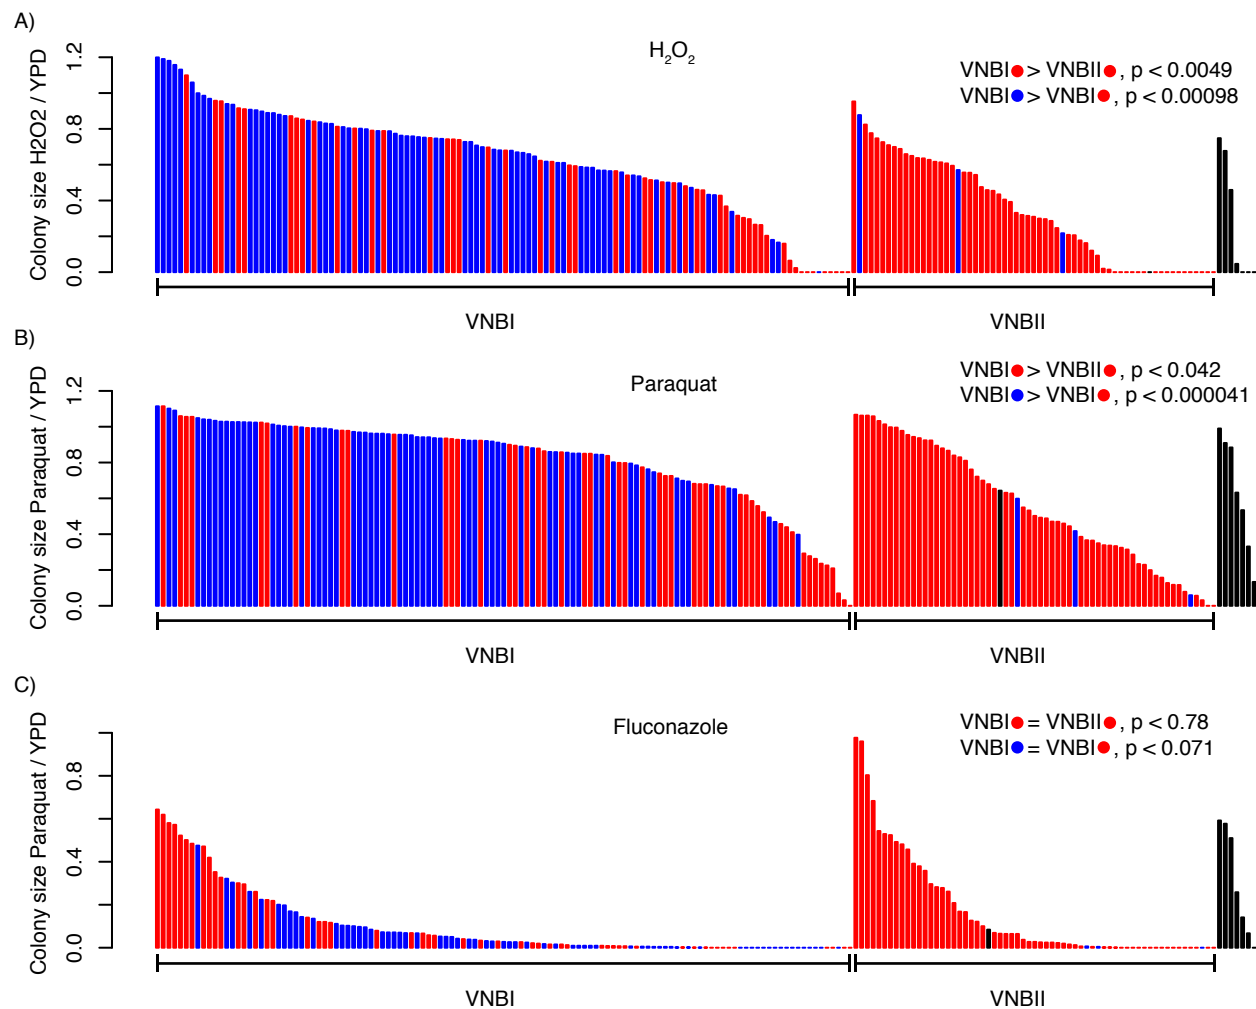 A)
H2O2
VNBI●> VNBII●, p < 0.0049
VNBI●> VNBI●, p < 0.00098
Colony size H2O2 / YPD
1.2
0.8
0.4
0.0
VNBI
VNBII
B)
Paraquat
VNBI●> VNBII●, p < 0.042
VNBI●> VNBI●, p < 0.000041
Colony size Paraquat / YPD
1.2
0.8
0.4
0.0
VNBI
VNBII
C)
Fluconazole
VNBI●= VNBII●, p < 0.78
VNBI●= VNBI●, p < 0.071
Colony size Paraquat / YPD
0.8
0.4
0.0
VNBI
VNBII